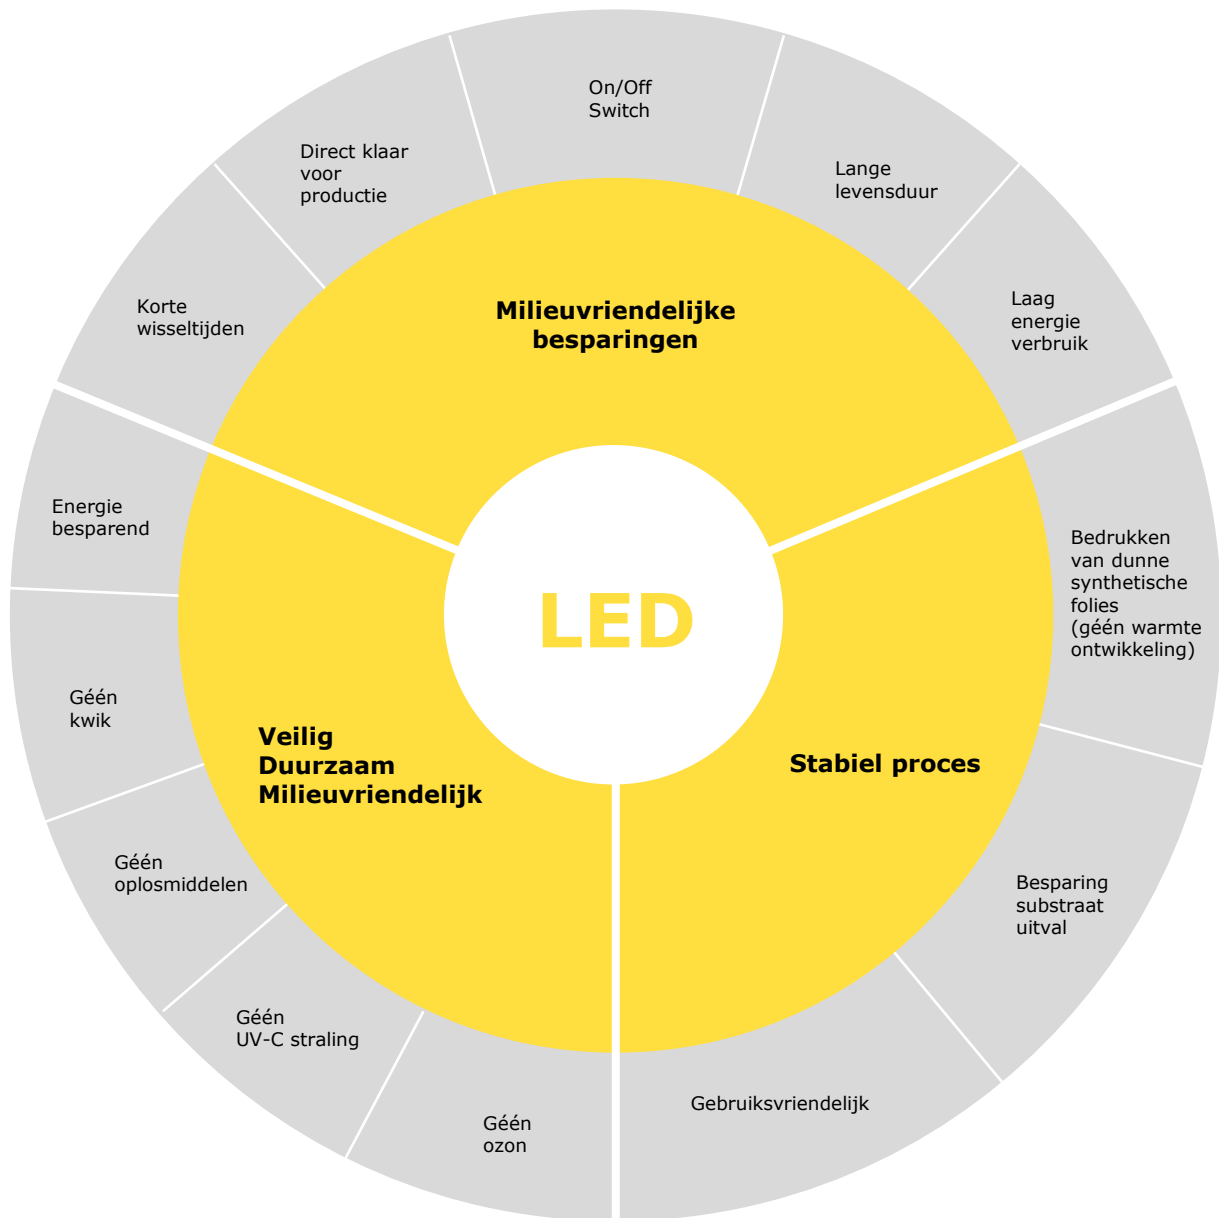 On/Off
Switch
Direct klaar
voor
productie
Lange
levensduur
Korte
wisseltijden
Laag
energie
verbruik
Milieuvriendelijke
besparingen
Energie
besparend
Bedrukken
van dunne
synthetische
folies
(géén warmte
ontwikkeling)
LED
Géén
kwik
Veilig
Duurzaam
Milieuvriendelijk
Stabiel proces
Géén
oplosmiddelen
Besparing
substraat
uitval
Géén
UV-C straling
Gebruiksvriendelijk
Géén
ozon